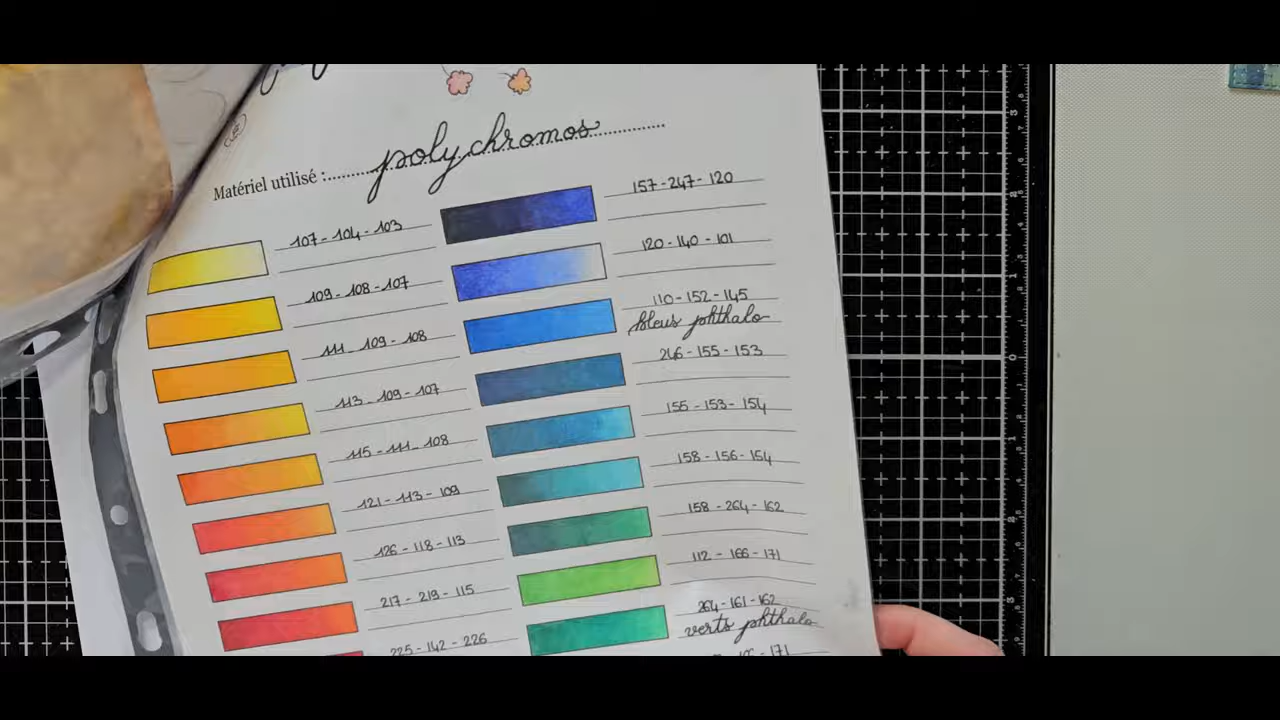 Matériel utilisé : polychromos
107 - 104 - 103
109 - 108 - 107
111 - 109 - 108
113 - 109 - 107
115 - 111 - 108
121 - 113 - 109
126 - 118 - 113
217 - 219 - 115
225 - 142 - 226
157 - 247 - 120
120 - 140 - 101
110 - 152 - 145
bleus phthalo
246 - 155 - 153
155 - 153 - 154
158 - 156 - 154
158 - 264 - 162
112 - 166 - 171
264 - 161 - 162
verts phthalo
171